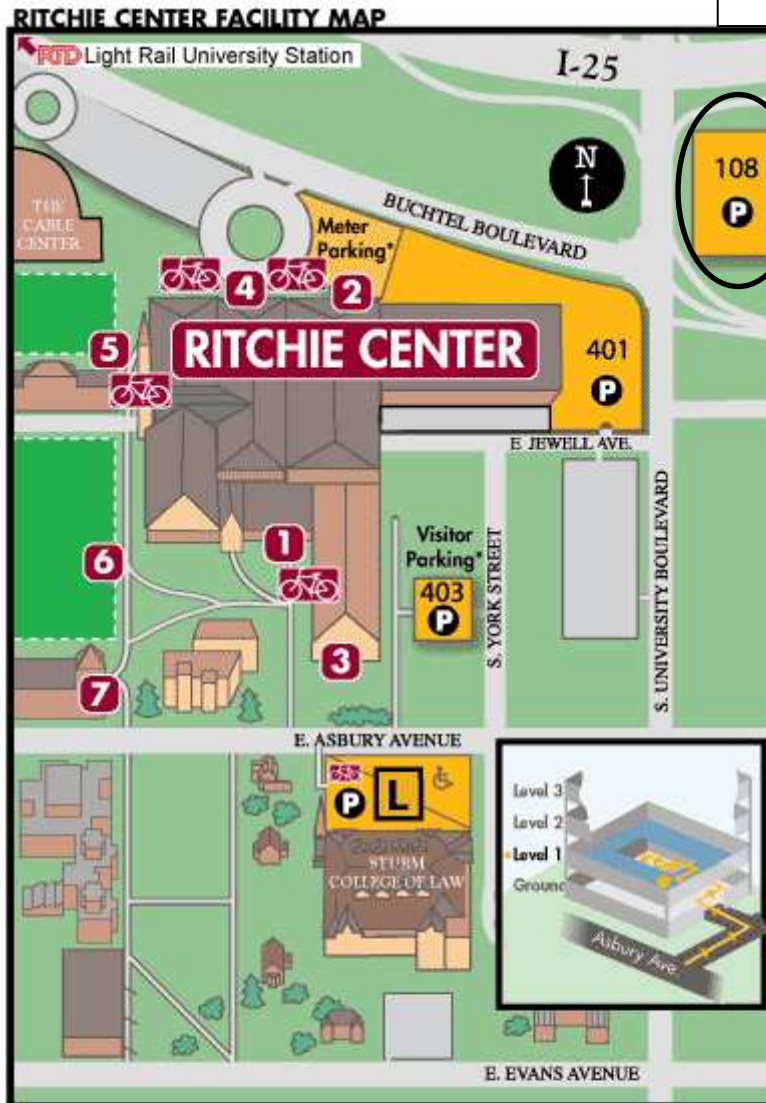 RITCHIE CENTER FACILITY MAP
RTD Light Rail University Station
I-25
N
108
P
THE
CABLE
CENTER
Meter
Parking*
BUCHTEL BOULEVARD
4
2
5
RITCHIE CENTER
401
P
E JEWELL AVE.
1
Visitor
Parking*
403
P
6
S. YORK STREET
S. UNIVERSITY BOULEVARD
3
7
E. ASBURY AVENUE
P
L
STURM
COLLEGE OF LAW
Level 3
Level 2
Level 1
Ground
Asbury Ave.
E. EVANS AVENUE